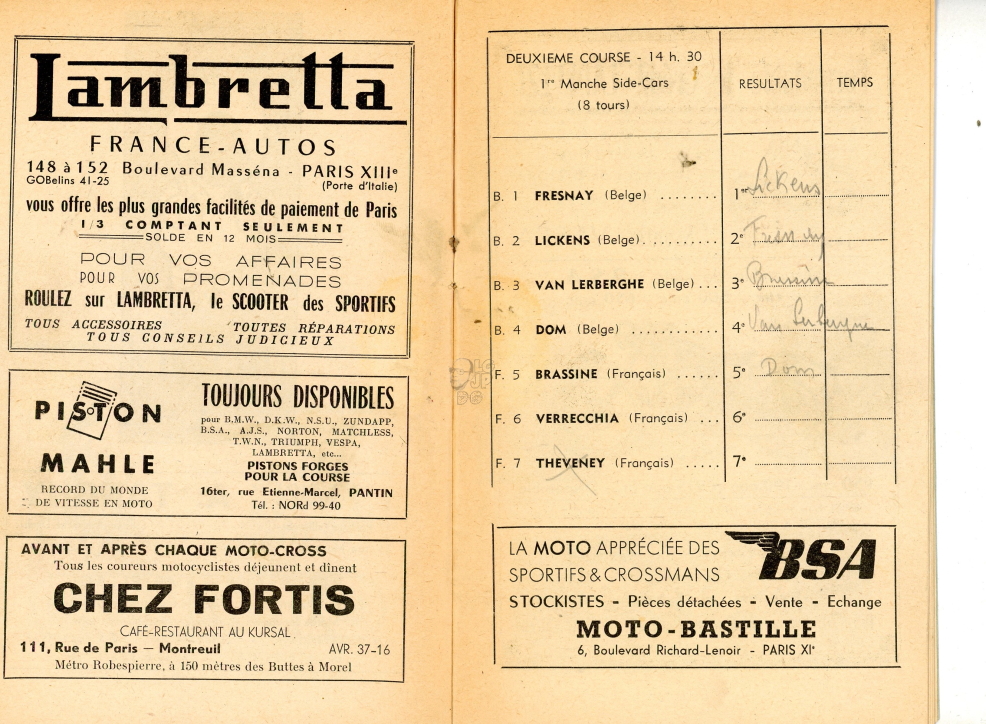 Lambretta
FRANCE-AUTOS
148 à 152 Boulevard Masséna - PARIS XIIIe
GOBelins 41-25 (Porte d'Italie)
vous offre les plus grandes facilités de paiement de Paris
1/3 COMPTANT SEULEMENT
SOLDE EN 12 MOIS
POUR VOS AFFAIRES
POUR VOS PROMENADES
ROULEZ sur LAMBRETTA, le SCOOTER des SPORTIFS
TOUS ACCESSOIRES TOUTES RÉPARATIONS
TOUS CONSEILS JUDICIEUX
PISTON
MAHLE
RECORD DU MONDE
DE VITESSE EN MOTO
TOUJOURS DISPONIBLES
pour B.M.W., D.K.W., N.S.U., ZUNDAPP,
B.S.A., A.J.S., NORTON, MATCHLESS,
T.W.N., TRIUMPH, VESPA,
LAMBRETTA, etc...
PISTONS FORGES
POUR LA COURSE
16ter, rue Etienne-Marcel, PANTIN
Tél. : NORd 99-40
AVANT ET APRÈS CHAQUE MOTO-CROSS
Tous les coureurs motocyclistes déjeunent et dînent
CHEZ FORTIS
CAFÉ-RESTAURANT AU KURSAL
111, Rue de Paris — Montreuil AVR. 37-16
Métro Robespierre, à 150 mètres des Buttes à Morel
DEUXIEME COURSE - 14 h. 30
1re Manche Side-Cars
(8 tours)
RESULTATS
TEMPS
B. 1 FRESNAY (Belge) ........ 1er Lickens
B. 2 LICKENS (Belge). ......... 2e Fresnay
B. 3 VAN LERBERGHE (Belge) ... 3e Brassine
B. 4 DOM (Belge) .......... 4e Van Lerbergue
F. 5 BRASSINE (Français) ...... 5e Dom
F. 6 VERRECCHIA (Français) .... 6e
F. 7 THEVENEY (Français) ..... 7e
LA MOTO APPRÉCIÉE DES
SPORTIFS & CROSSMANS
BSA
STOCKISTES - Pièces détachées - Vente - Echange
MOTO-BASTILLE
6, Boulevard Richard-Lenoir - PARIS XIe